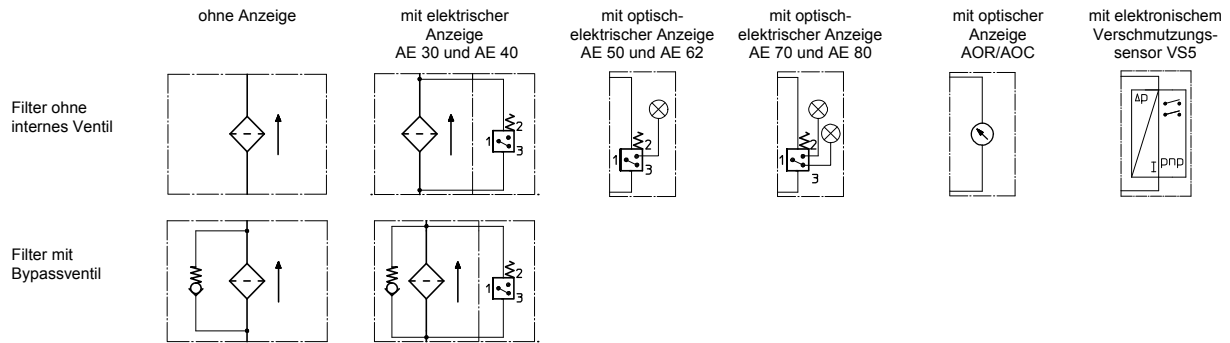 ohne Anzeige
mit elektrischer
Anzeige
AE 30 und AE 40
mit optisch-
elektrischer Anzeige
AE 50 und AE 62
mit optisch-
elektrischer Anzeige
AE 70 und AE 80
mit optischer
Anzeige
AOR/AOC
mit elektronischem
Verschmutzungs-
sensor VS5
Filter ohne
internes Ventil
1
2
3
1
2
3
1
2
3
Δp
I
pnp
Filter mit
Bypassventil
1
2
3